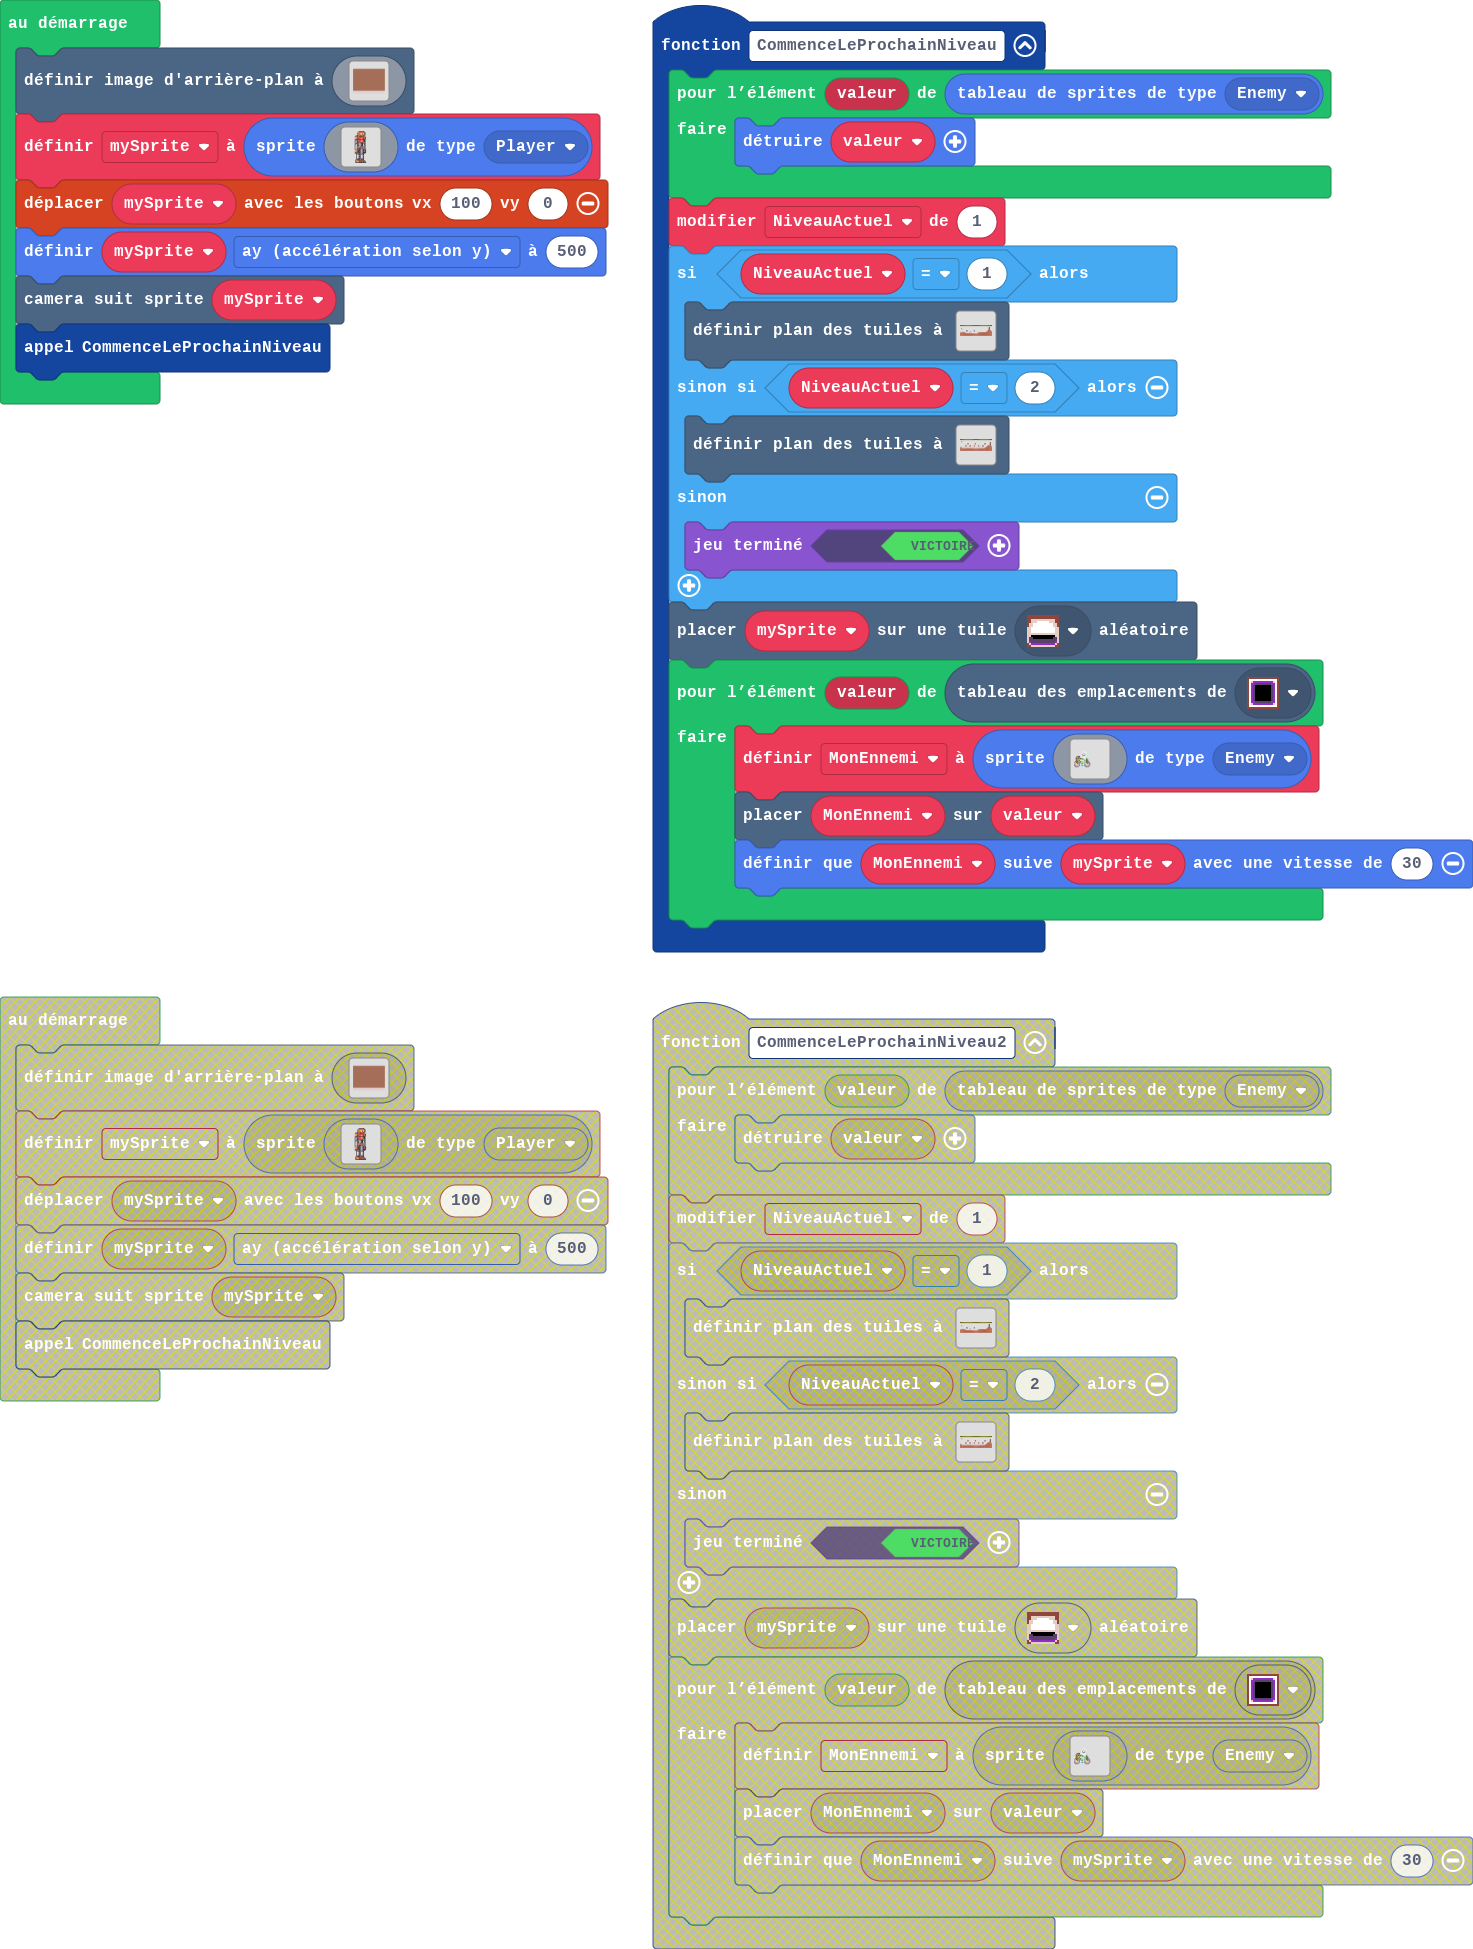 au démarrage
définir image d'arrière-plan à
définir mySprite à sprite de type Player
déplacer mySprite avec les boutons vx 100 vy 0
définir mySprite ay (accélération selon y) à 500
camera suit sprite mySprite
appel CommenceLeProchainNiveau
fonction CommenceLeProchainNiveau
pour l’élément valeur de tableau de sprites de type Enemy
faire détruire valeur
modifier NiveauActuel de 1
si NiveauActuel = 1 alors
définir plan des tuiles à
sinon si NiveauActuel = 2 alors
définir plan des tuiles à
sinon
jeu terminé VICTOIRE
placer mySprite sur une tuile aléatoire
pour l’élément valeur de tableau des emplacements de
faire
définir MonEnnemi à sprite de type Enemy
placer MonEnnemi sur valeur
définir que MonEnnemi suive mySprite avec une vitesse de 30
au démarrage
définir image d'arrière-plan à
définir mySprite à sprite de type Player
déplacer mySprite avec les boutons vx 100 vy 0
définir mySprite ay (accélération selon y) à 500
camera suit sprite mySprite
appel CommenceLeProchainNiveau
fonction CommenceLeProchainNiveau2
pour l’élément valeur de tableau de sprites de type Enemy
faire détruire valeur
modifier NiveauActuel de 1
si NiveauActuel = 1 alors
définir plan des tuiles à
sinon si NiveauActuel = 2 alors
définir plan des tuiles à
sinon
jeu terminé VICTOIRE
placer mySprite sur une tuile aléatoire
pour l’élément valeur de tableau des emplacements de
faire
définir MonEnnemi à sprite de type Enemy
placer MonEnnemi sur valeur
définir que MonEnnemi suive mySprite avec une vitesse de 30